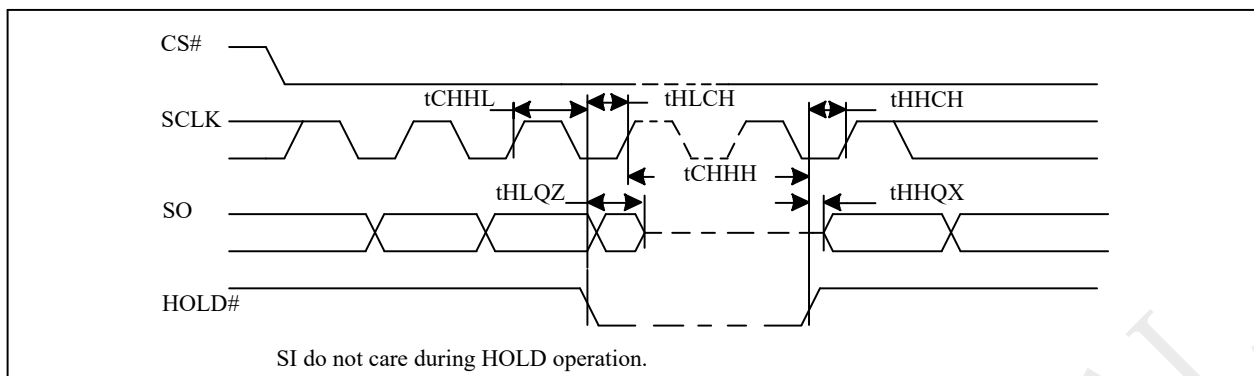 CS#
tCHHL
tHLCH
tHHCH
SCLK
tCHHH
tHLQZ
tHHQX
SO
HOLD#
SI do not care during HOLD operation.